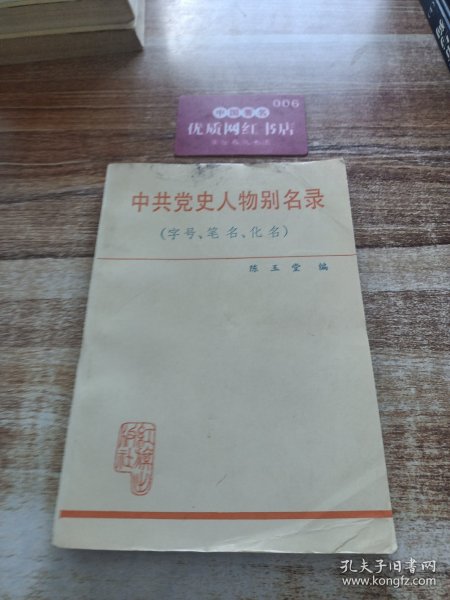 006
中国著名
优质网红书店
中共党史人物别名录
(字号、笔名、化名)
陈玉堂 编
红旗出版社
孔夫子旧书网
www.kongfz.com